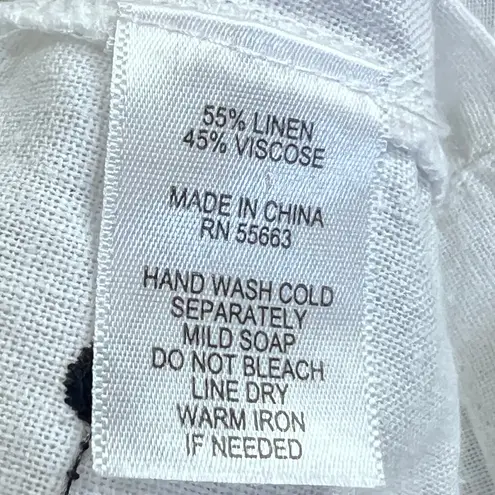 55% LINEN
45% VISCOSE
MADE IN CHINA
RN 55663
HAND WASH COLD
SEPARATELY
MILD SOAP
DO NOT BLEACH
LINE DRY
WARM IRON
IF NEEDED